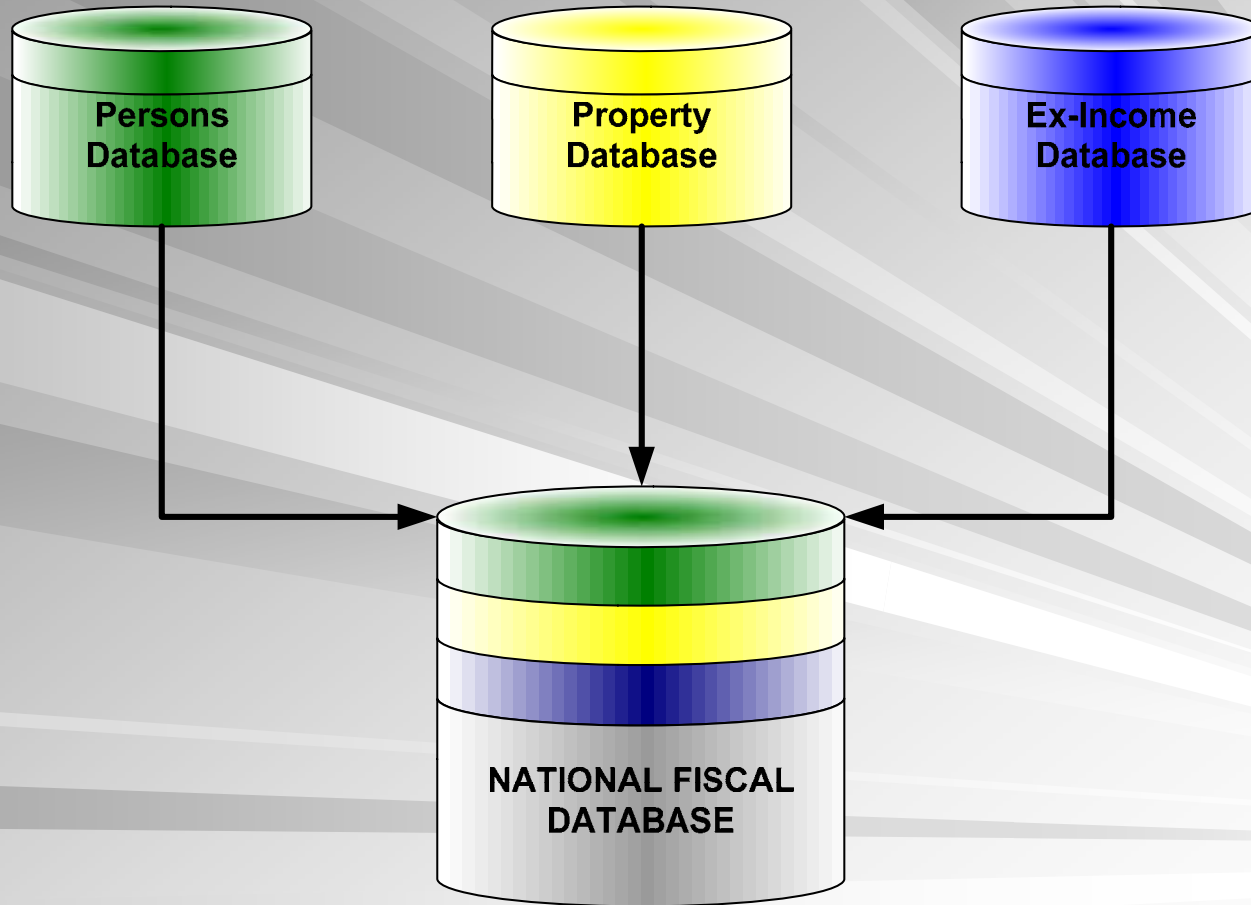 Persons
Database
Property
Database
Ex-Income
Database
NATIONAL FISCAL
DATABASE